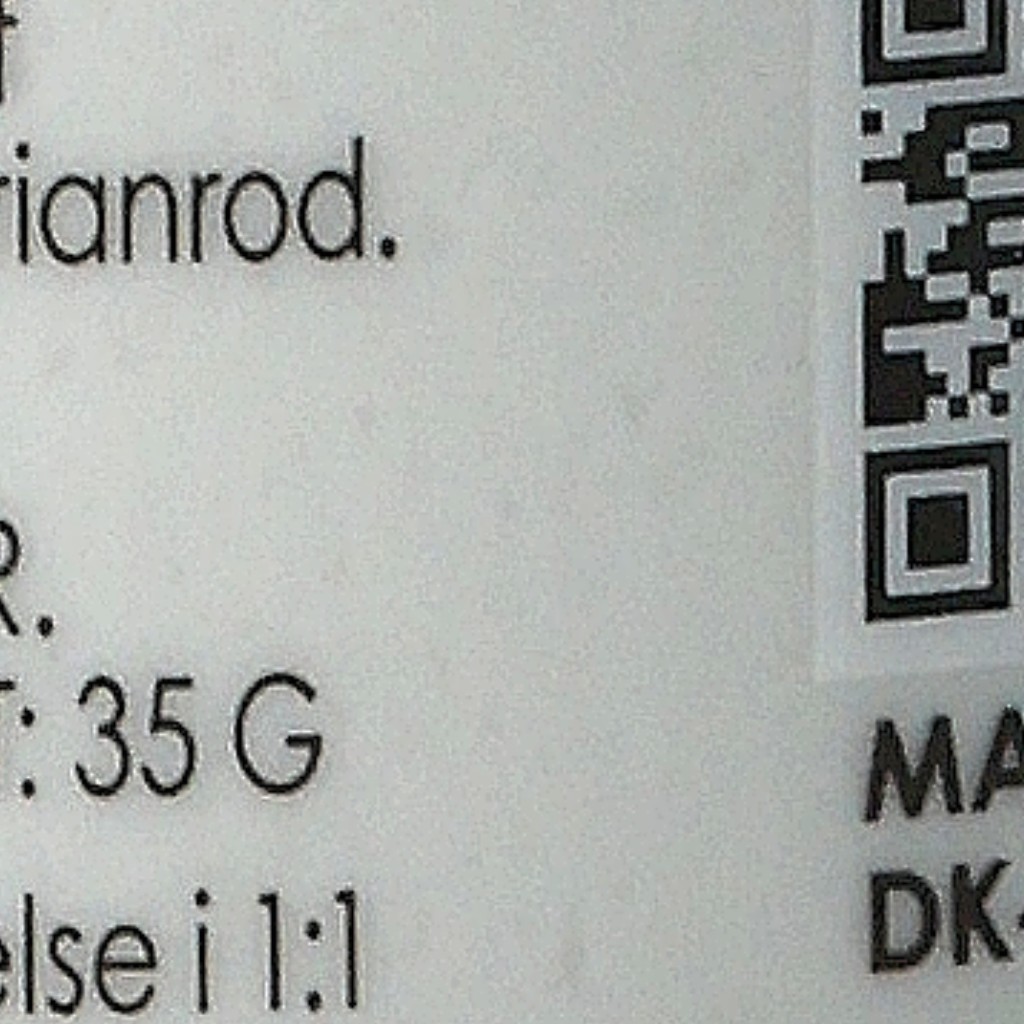 rianrod.
R.
: 35 G
else i 1:1
MA
DK-